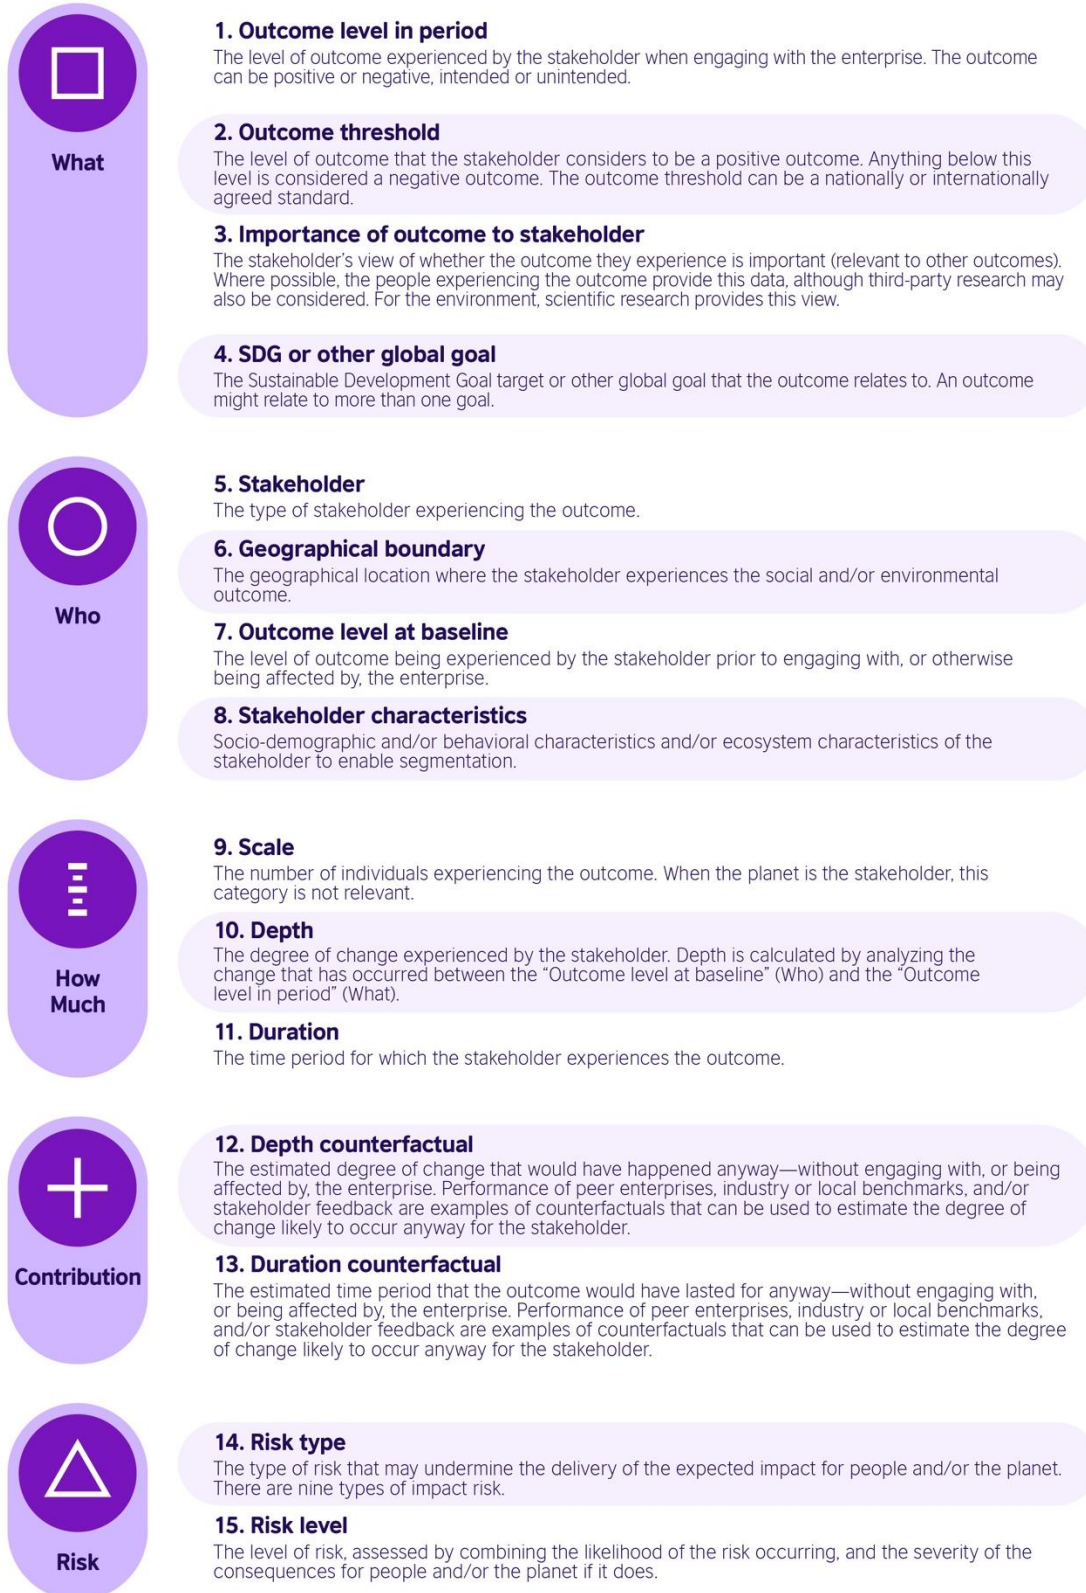 1. Outcome level in period
The level of outcome experienced by the stakeholder when engaging with the enterprise. The outcome
can be positive or negative, intended or unintended.
What
2. Outcome threshold
The level of outcome that the stakeholder considers to be a positive outcome. Anything below this
level is considered a negative outcome. The outcome threshold can be a nationally or internationally
agreed standard.
3. Importance of outcome to stakeholder
The stakeholder's view of whether the outcome they experience is important (relevant to other outcomes).
Where possible, the people experiencing the outcome provide this data, although third-party research may
also be considered. For the environment, scientific research provides this view.
4. SDG or other global goal
The Sustainable Development Goal target or other global goal that the outcome relates to. An outcome
might relate to more than one goal.
Who
5. Stakeholder
The type of stakeholder experiencing the outcome.
6. Geographical boundary
The geographical location where the stakeholder experiences the social and/or environmental
outcome.
7. Outcome level at baseline
The level of outcome being experienced by the stakeholder prior to engaging with, or otherwise
being affected by, the enterprise.
8. Stakeholder characteristics
Socio-demographic and/or behavioral characteristics and/or ecosystem characteristics of the
stakeholder to enable segmentation.
How
Much
9. Scale
The number of individuals experiencing the outcome. When the planet is the stakeholder, this
category is not relevant.
10. Depth
The degree of change experienced by the stakeholder. Depth is calculated by analyzing the
change that has occurred between the “Outcome level at baseline” (Who) and the “Outcome
level in period” (What).
11. Duration
The time period for which the stakeholder experiences the outcome.
Contribution
12. Depth counterfactual
The estimated degree of change that would have happened anyway—without engaging with, or being
affected by, the enterprise. Performance of peer enterprises, industry or local benchmarks, and/or
stakeholder feedback are examples of counterfactuals that can be used to estimate the degree of
change likely to occur anyway for the stakeholder.
13. Duration counterfactual
The estimated time period that the outcome would have lasted for anyway—without engaging with,
or being affected by, the enterprise. Performance of peer enterprises, industry or local benchmarks,
and/or stakeholder feedback are examples of counterfactuals that can be used to estimate the degree
of change likely to occur anyway for the stakeholder.
Risk
14. Risk type
The type of risk that may undermine the delivery of the expected impact for people and/or the planet.
There are nine types of impact risk.
15. Risk level
The level of risk, assessed by combining the likelihood of the risk occurring, and the severity of the
consequences for people and/or the planet if it does.